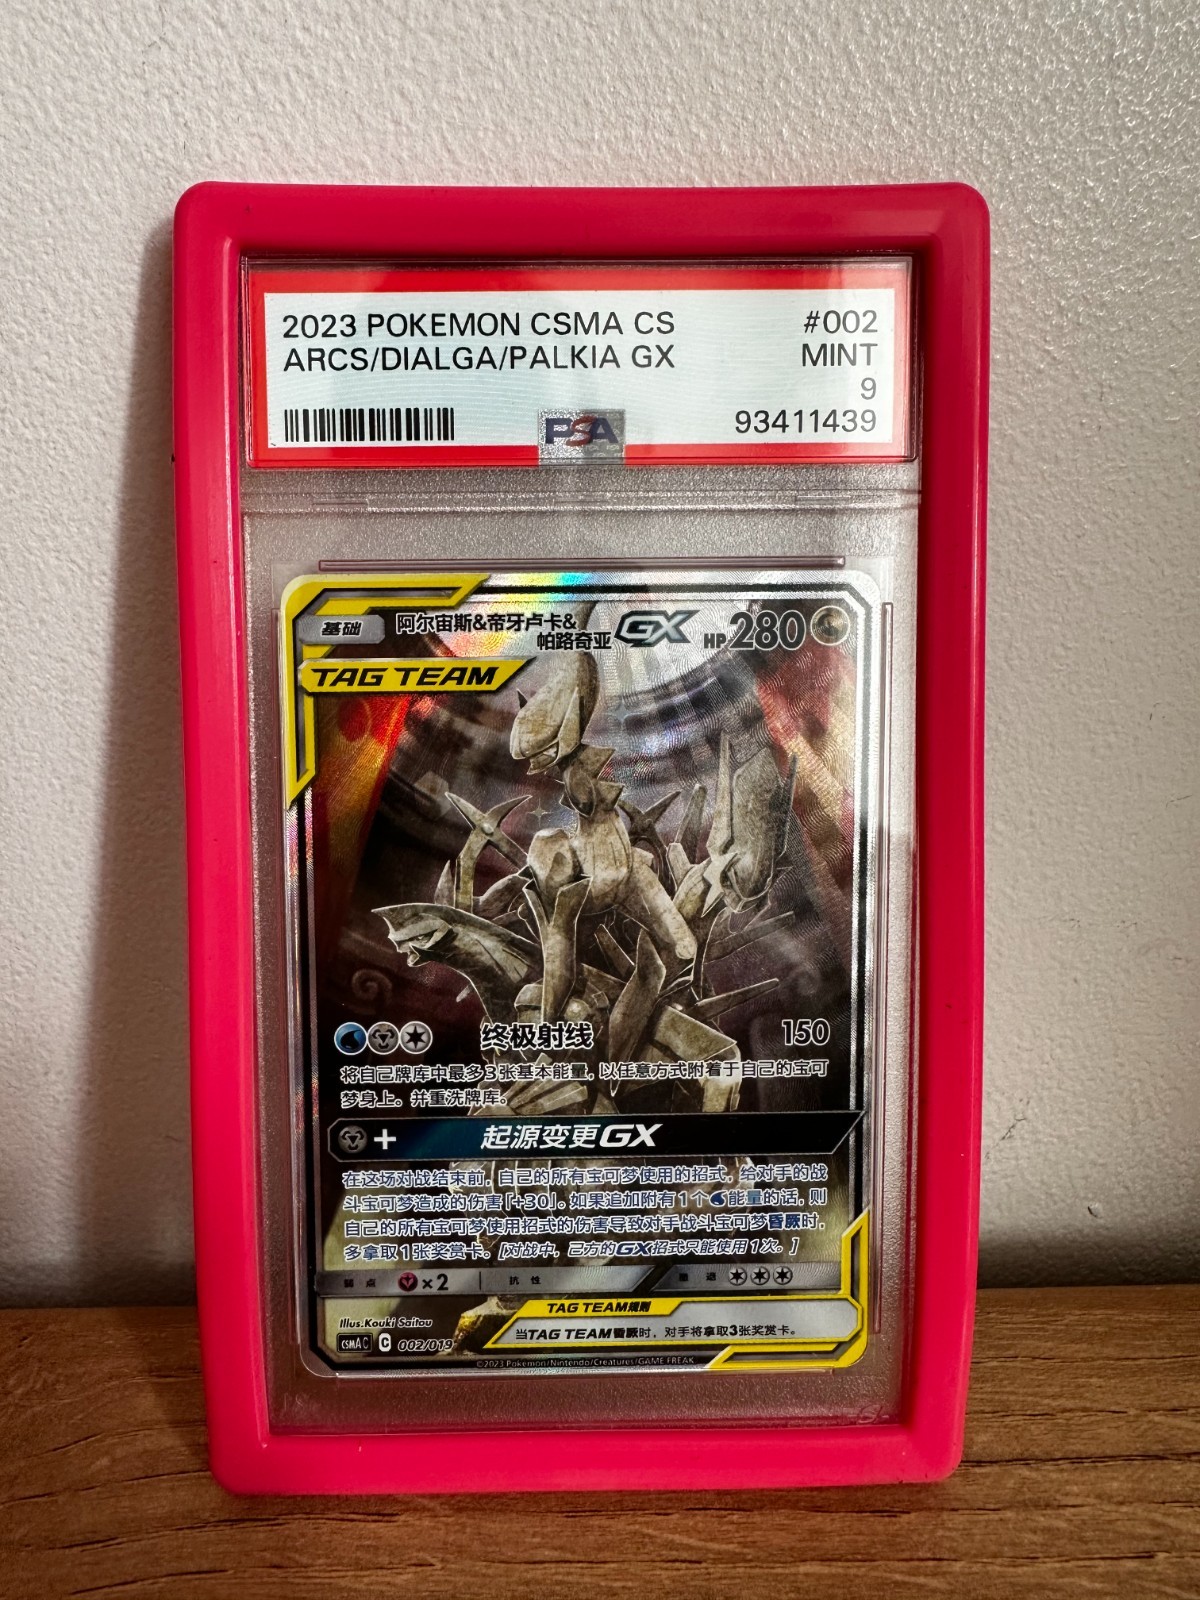 2023 POKEMON CSMA CS #002
ARCS/DIALGA/PALKIA GX MINT
9
PSA 93411439
基础 阿尔宙斯&帝牙卢卡&
帕路奇亚 GX HP280
TAG TEAM
终极射线 150
将自己牌库中最多3张基本能量，以任意方式附着于自己的宝可
梦身上。并重洗牌库。
+ 起源变更GX
在这场对战结束前，自己的所有宝可梦使用的招式，给对手的战
斗宝可梦造成的伤害「+30」。如果追加附有1个能量的话，则
自己的所有宝可梦使用招式的伤害导致对手战斗宝可梦昏厥时，
多拿取1张奖赏卡。[对战中，己方的GX招式只能使用1次。]
弱点 ×2 抗性 撤退
TAG TEAM规则
Illus.Kouki Saitou
当TAG TEAM昏厥时，对手将拿取3张奖赏卡。
CSMA C C 002/019
©2023 Pokemon/Nintendo/Creatures/GAME FREAK